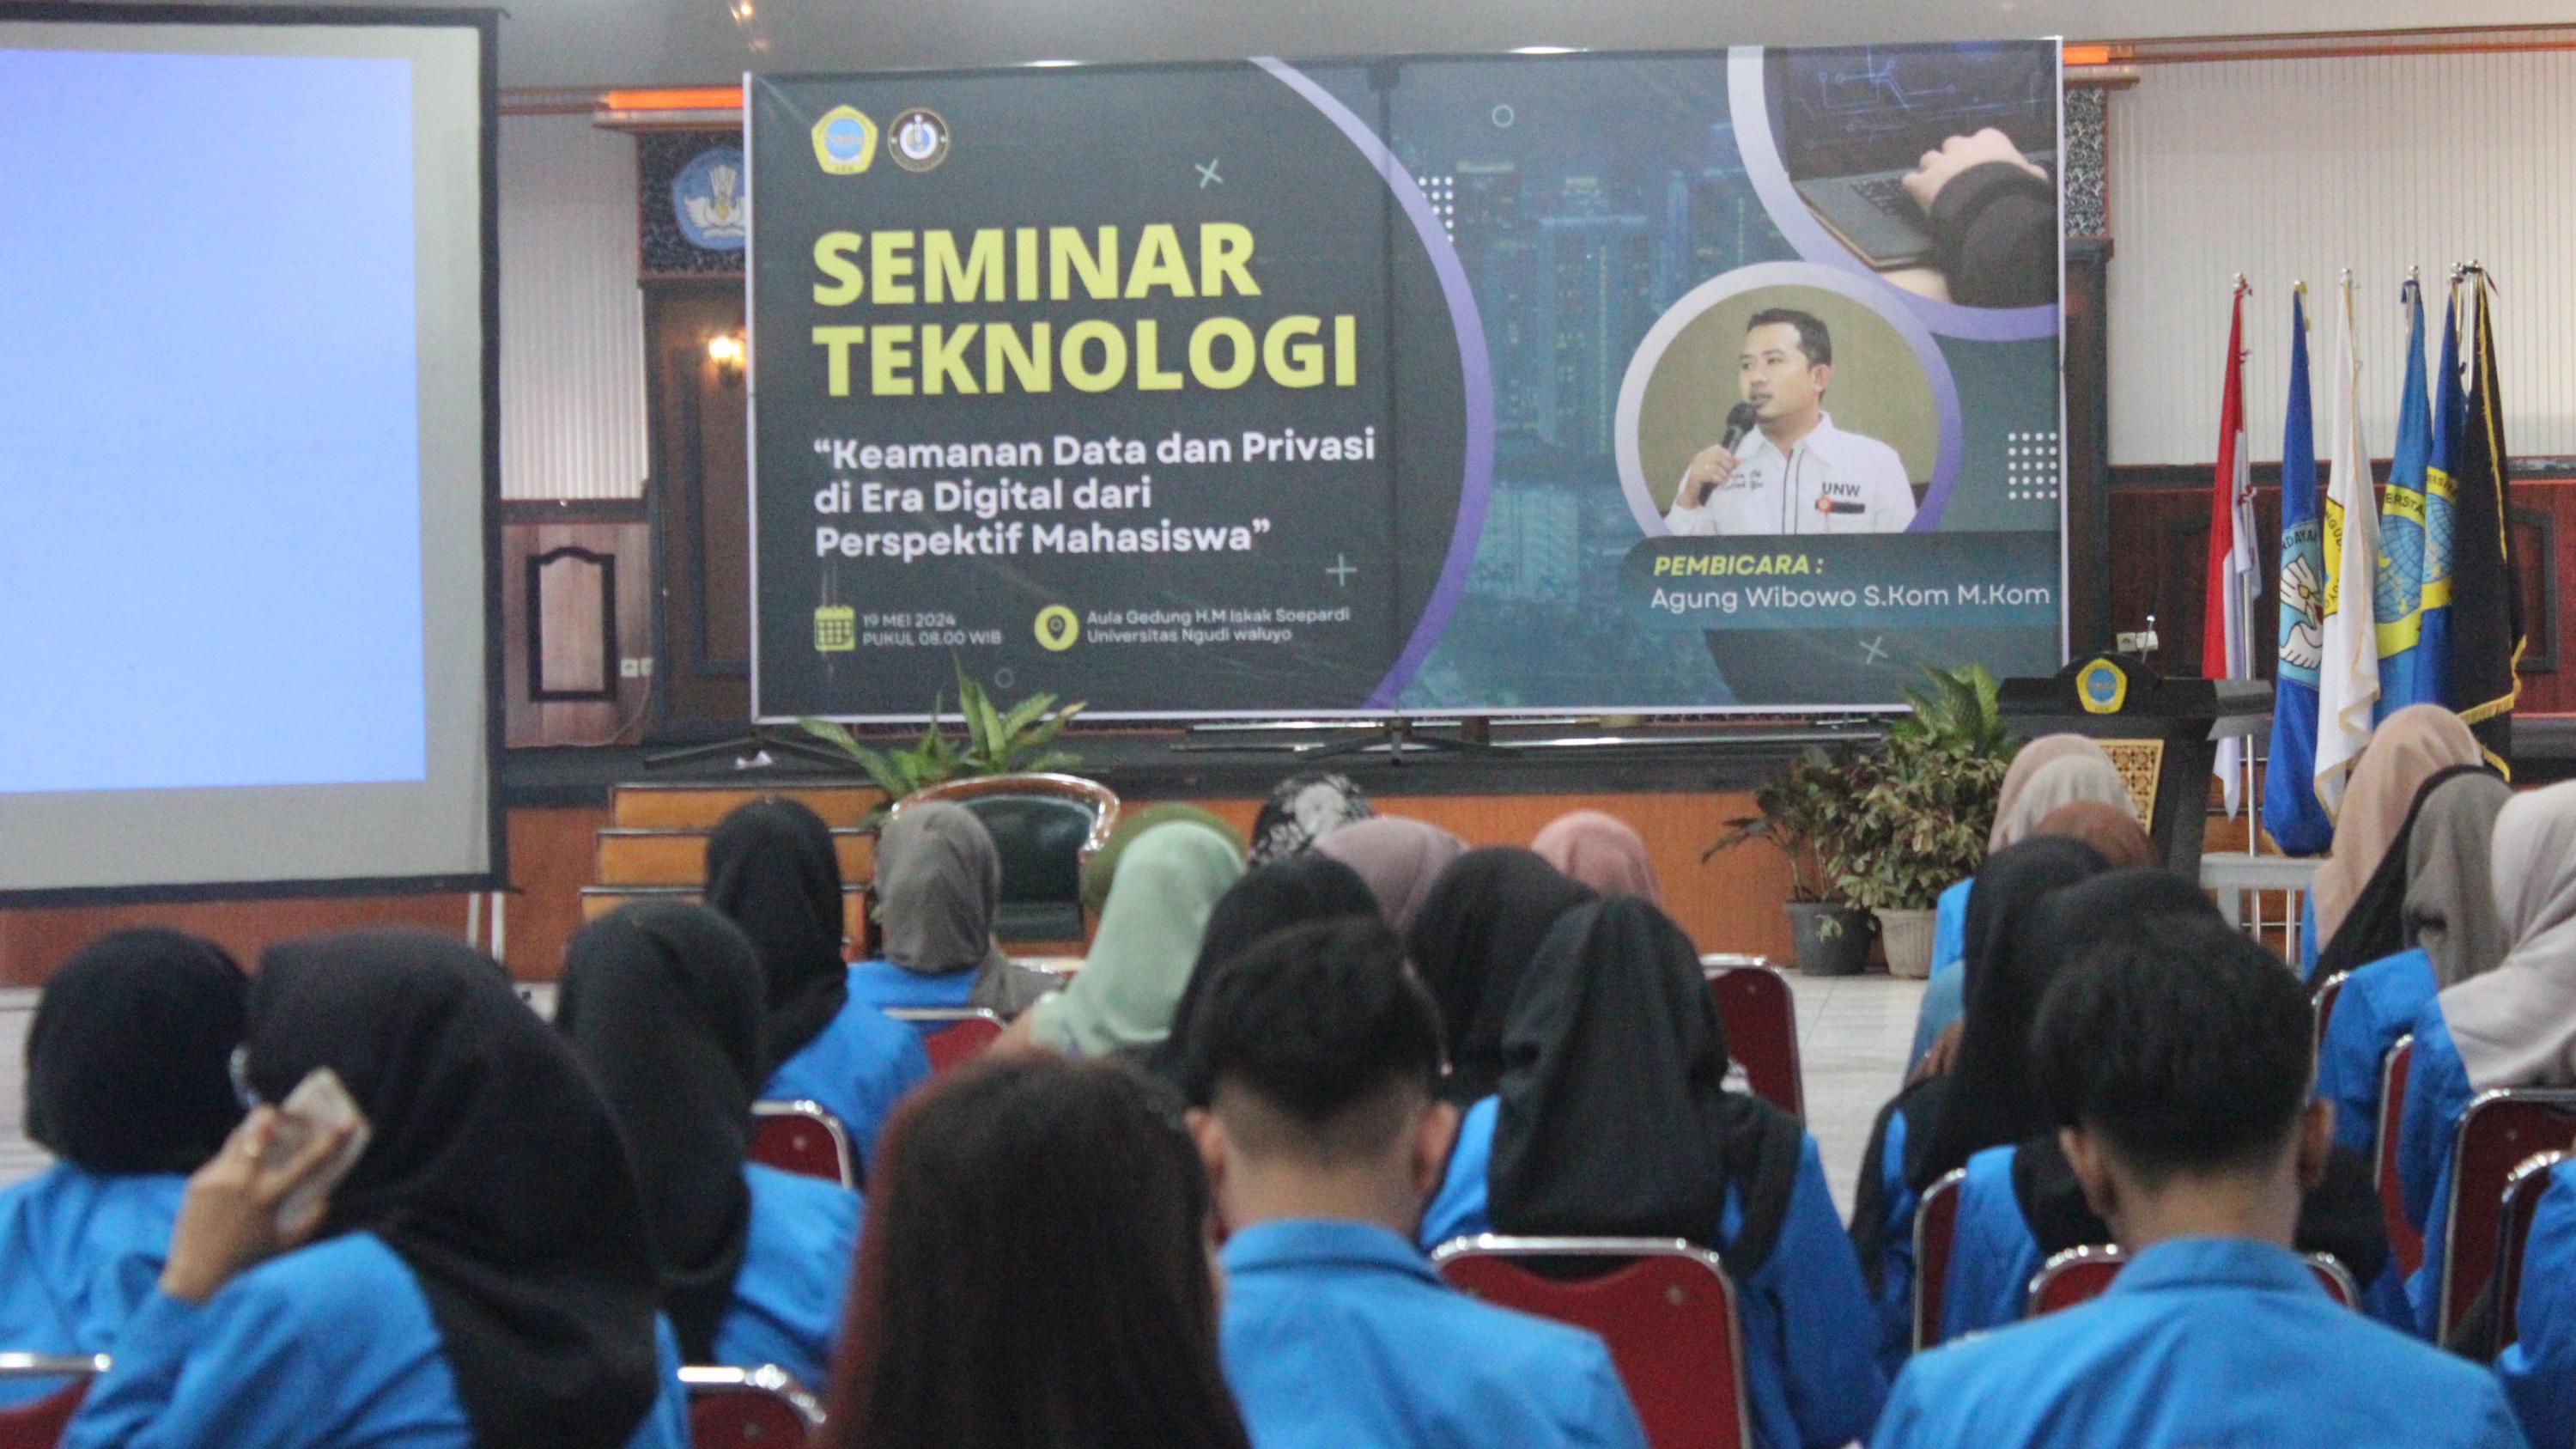 SEMINAR
TEKNOLOGI
“Keamanan Data dan Privasi
di Era Digital dari
Perspektif Mahasiswa”
19 MEI 2024
PUKUL 08.00 WIB
Aula Gedung H.M Iskak Soepardi
Universitas Ngudi waluyo
UNW
PEMBICARA :
Agung Wibowo S.Kom M.Kom